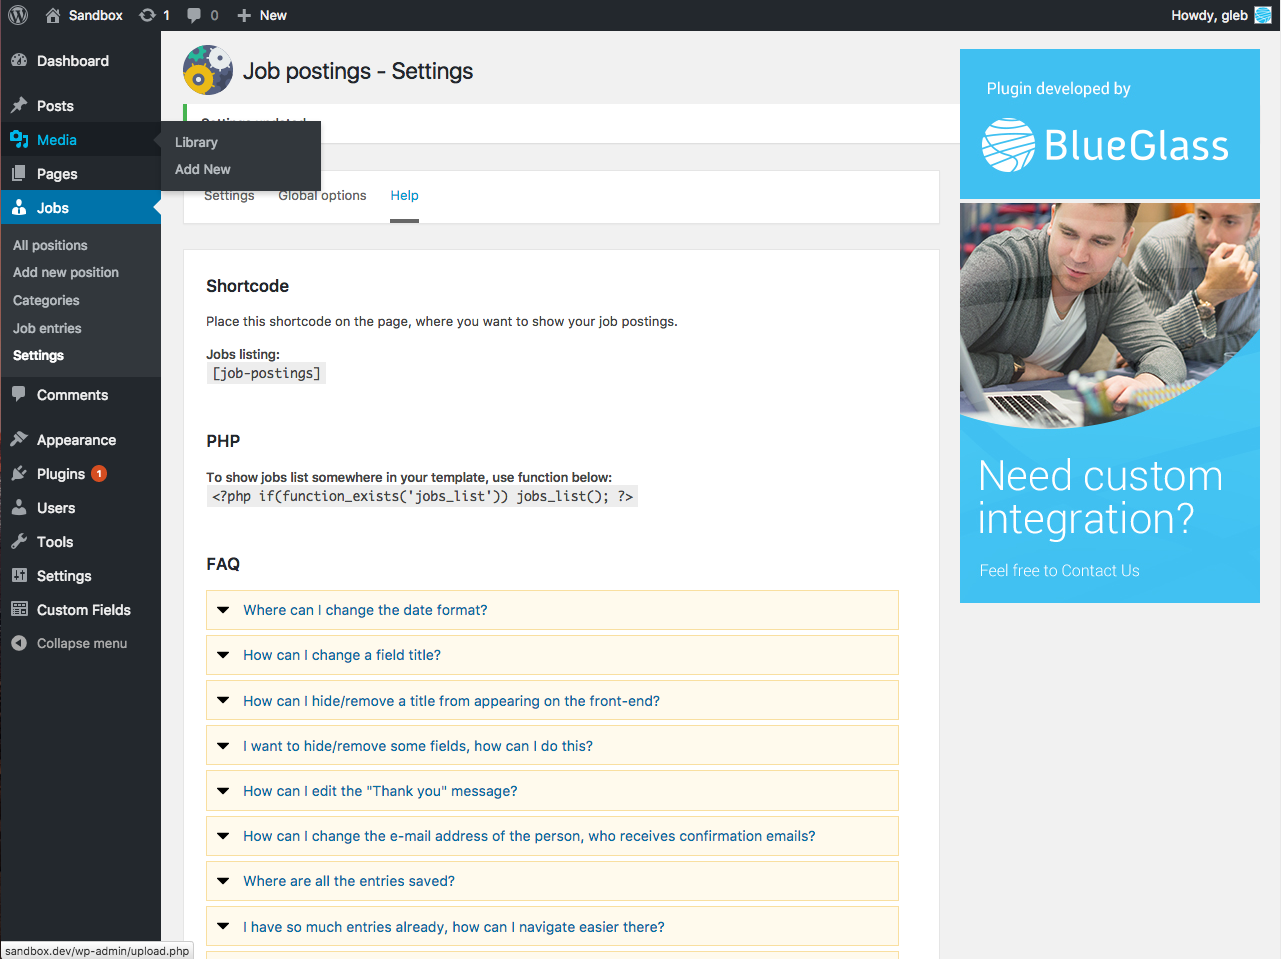 Sandbox 1 0 New Howdy, gleb
Dashboard
Posts
Media
Library
Add New
Pages
Jobs
All positions
Add new position
Categories
Job entries
Settings
Comments
Appearance
Plugins 1
Users
Tools
Settings
Custom Fields
Collapse menu
Job postings - Settings
Settings Global options Help
Shortcode
Place this shortcode on the page, where you want to show your job postings.
Jobs listing:
[job-postings]
PHP
To show jobs list somewhere in your template, use function below:
<?php if(function_exists('jobs_list')) jobs_list(); ?>
FAQ
Where can I change the date format?
How can I change a field title?
How can I hide/remove a title from appearing on the front-end?
I want to hide/remove some fields, how can I do this?
How can I edit the "Thank you" message?
How can I change the e-mail address of the person, who receives confirmation emails?
Where are all the entries saved?
I have so much entries already, how can I navigate easier there?
Plugin developed by
BlueGlass
Need custom
integration?
Feel free to Contact Us
sandbox.dev/wp-admin/upload.php